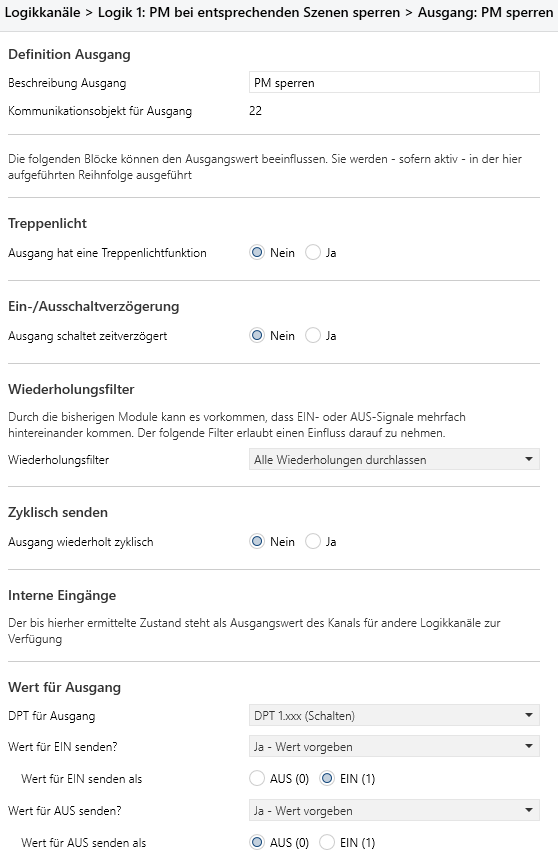 Logikkanäle > Logik 1: PM bei entsprechenden Szenen sperren > Ausgang: PM sperren
Definition Ausgang
Beschreibung Ausgang PM sperren
Kommunikationsobjekt für Ausgang 22
Die folgenden Blöcke können den Ausgangswert beeinflussen. Sie werden - sofern aktiv - in der hier
aufgeführten Reihnfolge ausgeführt
Treppenlicht
Ausgang hat eine Treppenlichtfunktion Nein Ja
Ein-/Ausschaltverzögerung
Ausgang schaltet zeitverzögert Nein Ja
Wiederholungsfilter
Durch die bisherigen Module kann es vorkommen, dass EIN- oder AUS-Signale mehrfach
hintereinander kommen. Der folgende Filter erlaubt einen Einfluss darauf zu nehmen.
Wiederholungsfilter Alle Wiederholungen durchlassen
Zyklisch senden
Ausgang wiederholt zyklisch Nein Ja
Interne Eingänge
Der bis hierher ermittelte Zustand steht als Ausgangswert des Kanals für andere Logikkanäle zur
Verfügung
Wert für Ausgang
DPT für Ausgang DPT 1.xxx (Schalten)
Wert für EIN senden? Ja - Wert vorgeben
Wert für EIN senden als AUS (0) EIN (1)
Wert für AUS senden? Ja - Wert vorgeben
Wert für AUS senden als AUS (0) EIN (1)